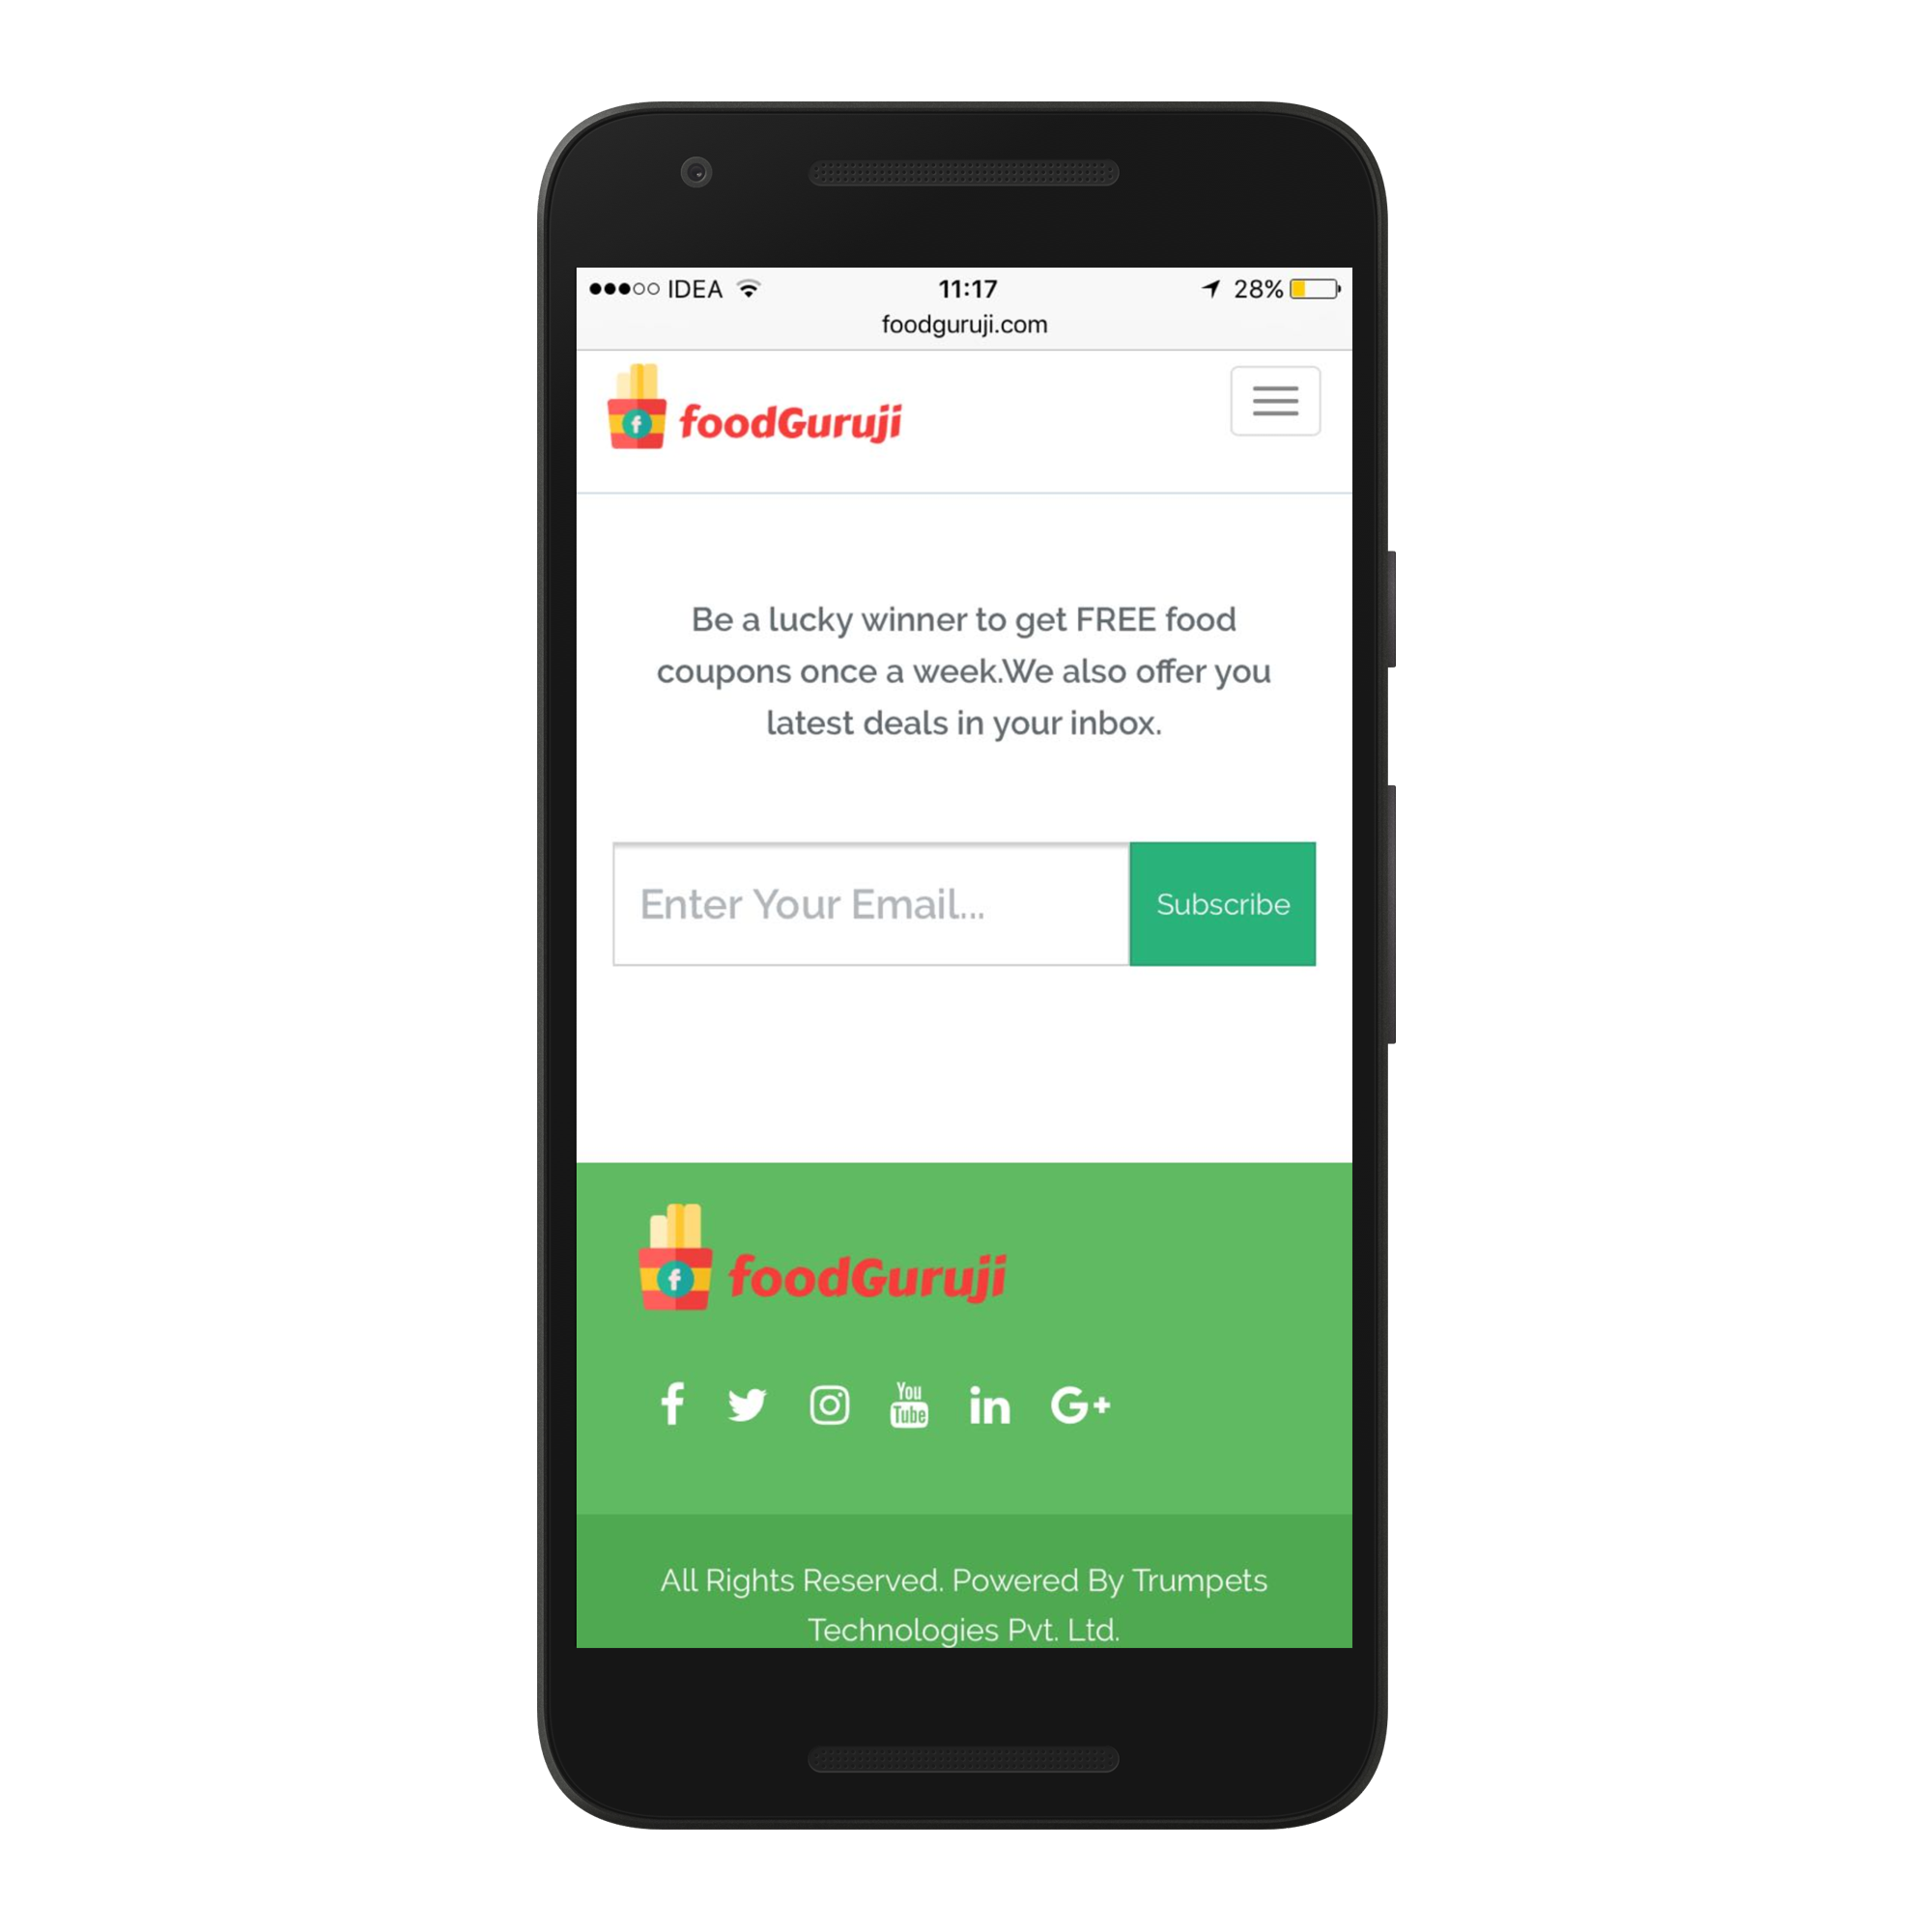 IDEA 11:17 28%
foodguruji.com
f foodGuruji
Be a lucky winner to get FREE food
coupons once a week.We also offer you
latest deals in your inbox.
Enter Your Email... Subscribe
f foodGuruji
f You Tube in G+
All Rights Reserved. Powered By Trumpets
Technologies Pvt. Ltd.